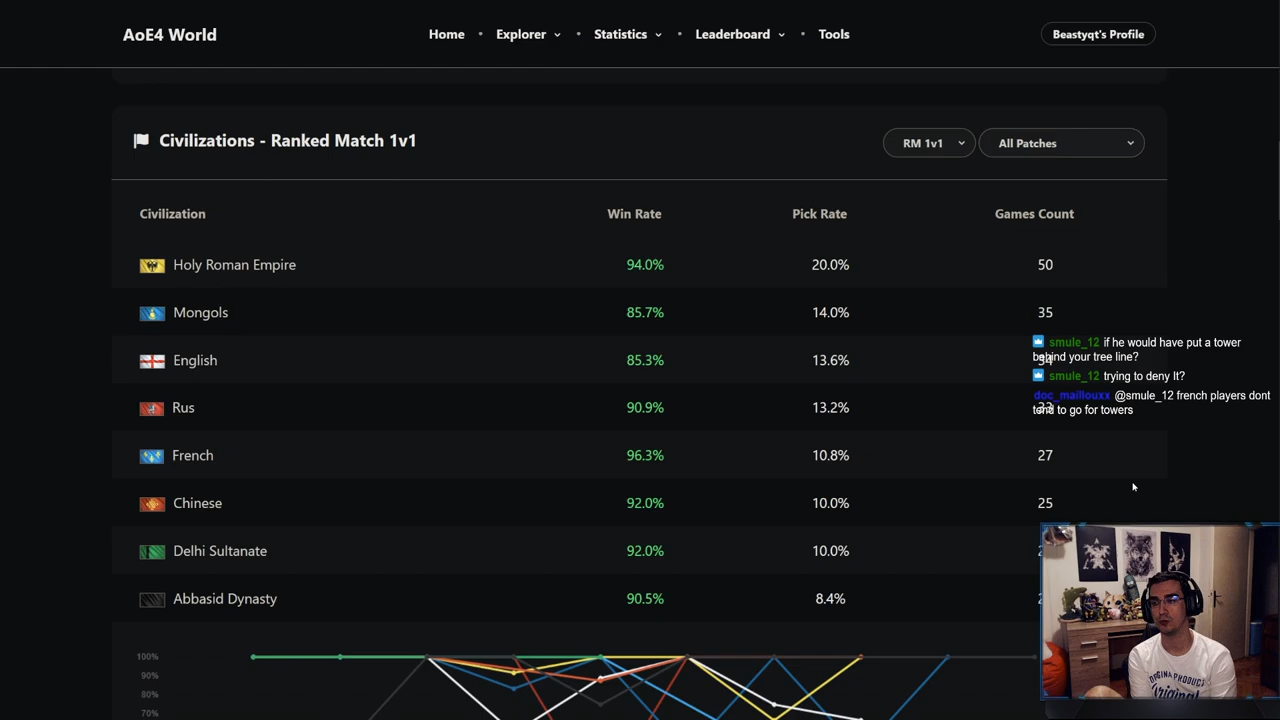 AoE4 World
Home • Explorer • Statistics • Leaderboard • Tools
Beastyqt's Profile
Civilizations - Ranked Match 1v1
RM 1v1
All Patches
Civilization Win Rate Pick Rate Games Count
Holy Roman Empire 94.0% 20.0% 50
Mongols 85.7% 14.0% 35
English 85.3% 13.6%
Rus 90.9% 13.2%
French 96.3% 10.8% 27
Chinese 92.0% 10.0% 25
Delhi Sultanate 92.0% 10.0%
Abbasid Dynasty 90.5% 8.4%
smule_12 if he would have put a tower
behind your tree line?
smule_12 trying to deny It?
doc_maillouxx @smule_12 french players dont
tend to go for towers
100%
90%
80%
70%
Original